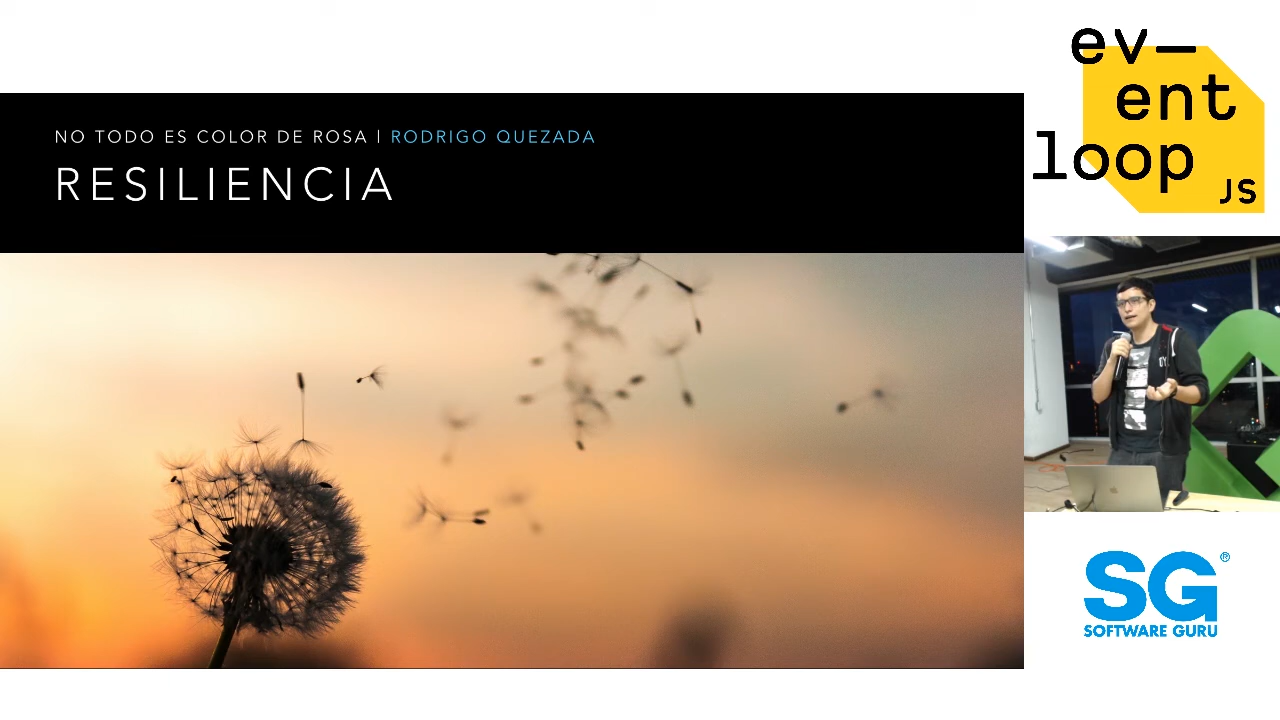 NO TODO ES COLOR DE ROSA | RODRIGO QUEZADA
RESILIENCIA
ev—
ent
loop
JS
SG®
SOFTWARE GURU